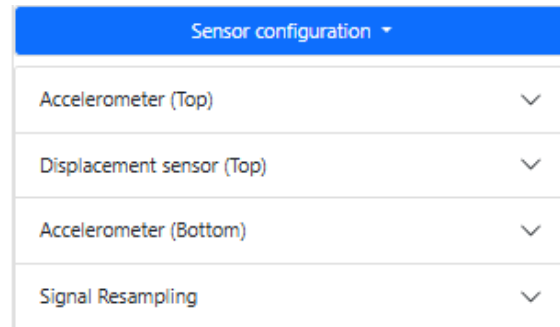 Sensor configuration
Accelerometer (Top)
Displacement sensor (Top)
Accelerometer (Bottom)
Signal Resampling